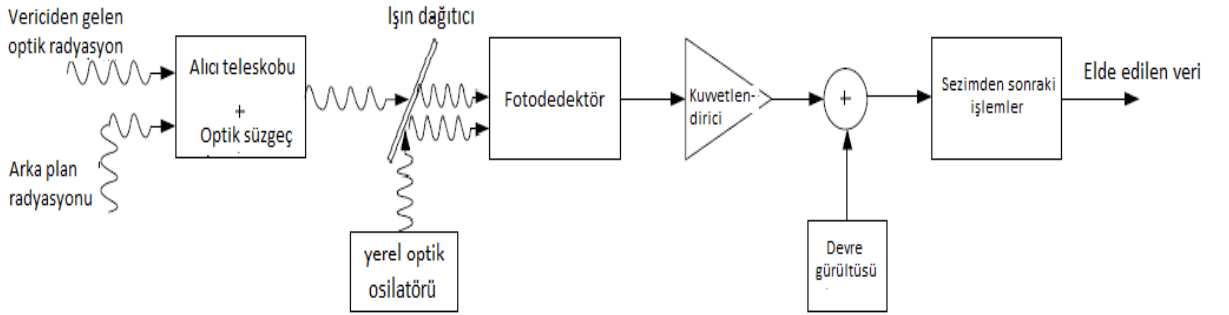 Vericiden gelen
optik radyasyon
Arka plan
radyasyonu
Alıcı teleskobu
+
Optik süzgeç
Işın dağıtıcı
yerel optik
osilatörü
Fotodedektör
Kuvvetlen-
dirici
+
Devre
gürültüsü
Sezimden sonraki
işlemler
Elde edilen veri